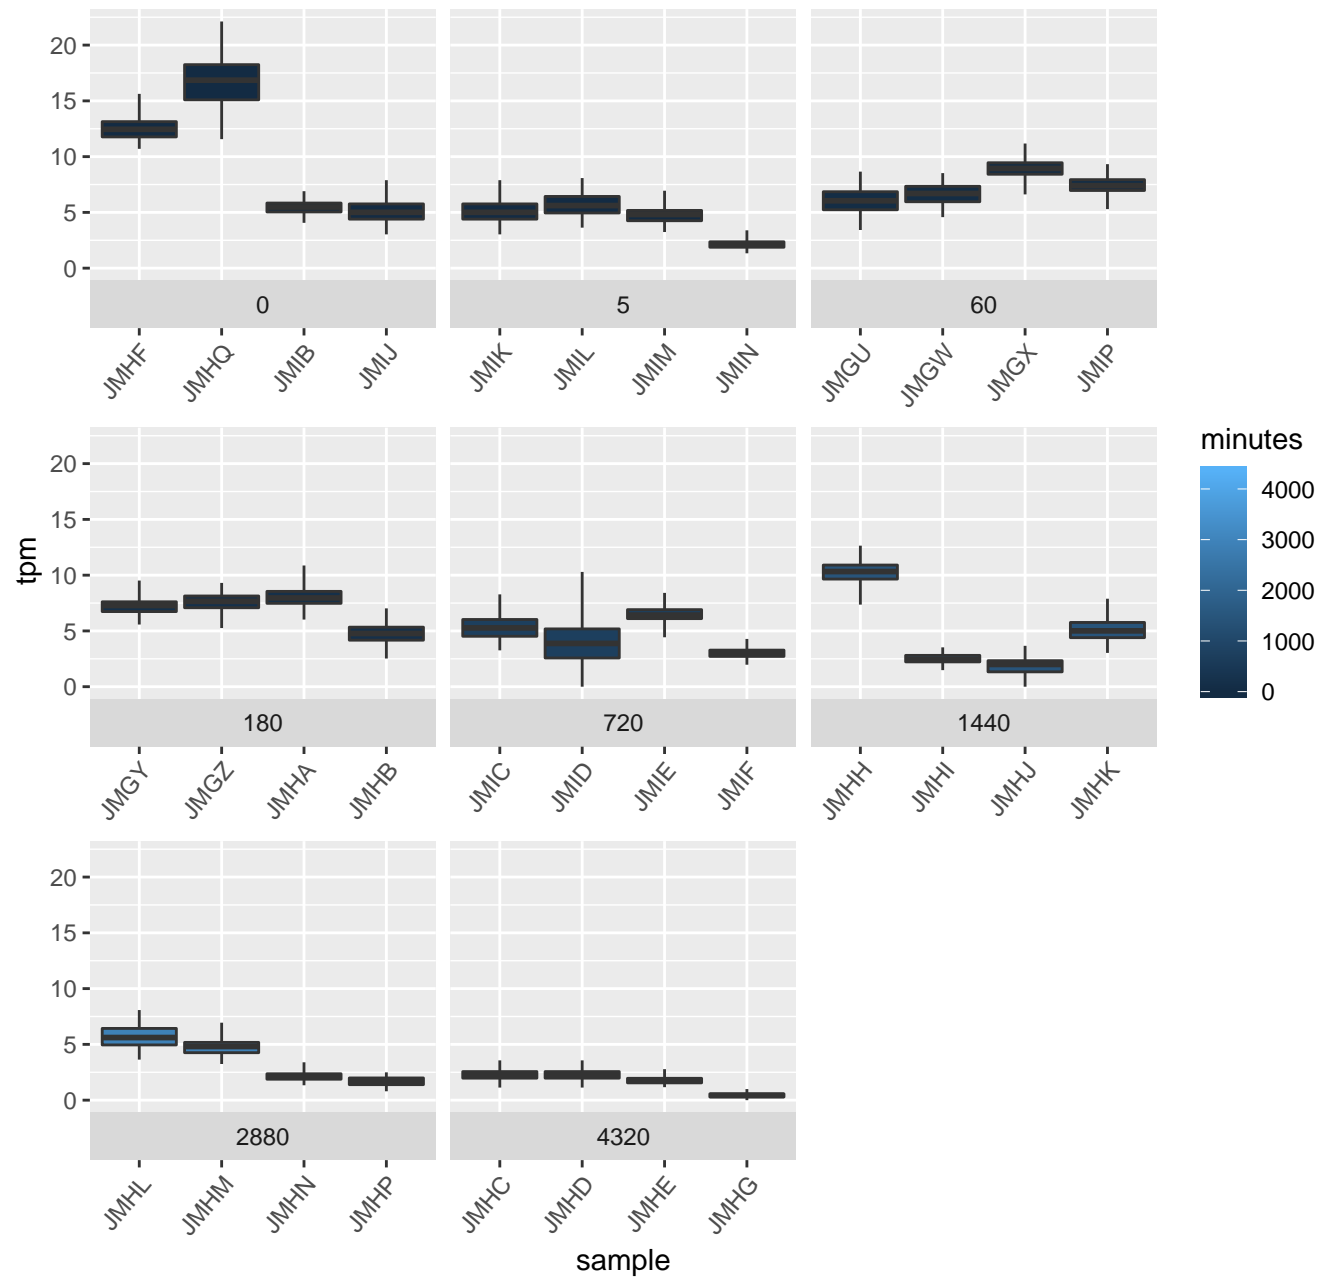 20
15
10
5
0
0
5
60
JMHF
JMHQ
JMIB
JMIJ
JMIK
JMIL
JMIM
JMIN
JMGU
JMGW
JMGX
JMIP
tpm
20
15
10
5
0
180
720
1440
JMGY
JMGZ
JMHA
JMHB
JMIC
JMID
JMIE
JMIF
JMHH
JMHI
JMHJ
JMHK
20
15
10
5
0
2880
4320
JMHL
JMHM
JMHN
JMHP
JMHC
JMHD
JMHE
JMHG
sample
minutes
4000
3000
2000
1000
0